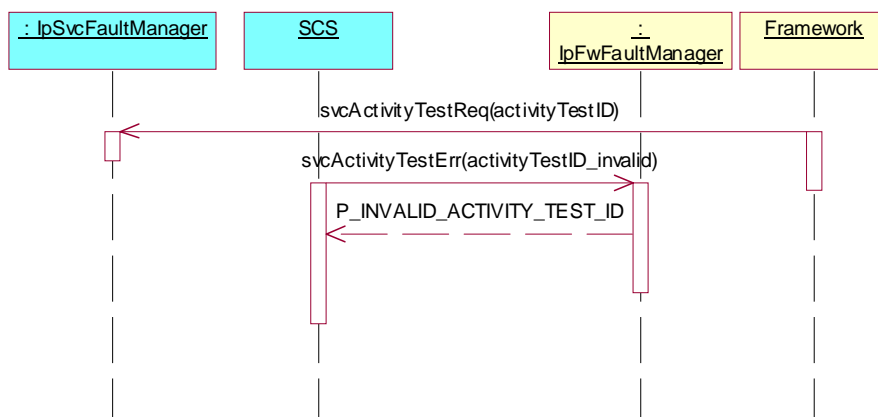 : IpSvcFaultManager
SCS
:
IpFwFaultManager
Framework
svcActivityTestReq(activityTestID)
svcActivityTestErr(activityTestID_invalid)
P_INVALID_ACTIVITY_TEST_ID